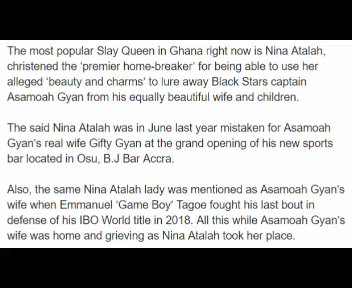 The most popular Slay Queen in Ghana right now is Nina Atalah,
christened the 'premier home-breaker' for being able to use her
alleged 'beauty and charms' to lure away Black Stars captain
Asamoah Gyan from his equally beautiful wife and children.
The said Nina Atalah was in June last year mistaken for Asamoah
Gyan's real wife Gifty Gyan at the grand opening of his new sports
bar located in Osu, B.J Bar Accra.
Also, the same Nina Atalah lady was mentioned as Asamoah Gyan's
wife when Emmanuel 'Game Boy' Tagoe fought his last bout in
defense of his IBO World title in 2018. All this while Asamoah Gyan's
wife was home and grieving as Nina Atalah took her place.